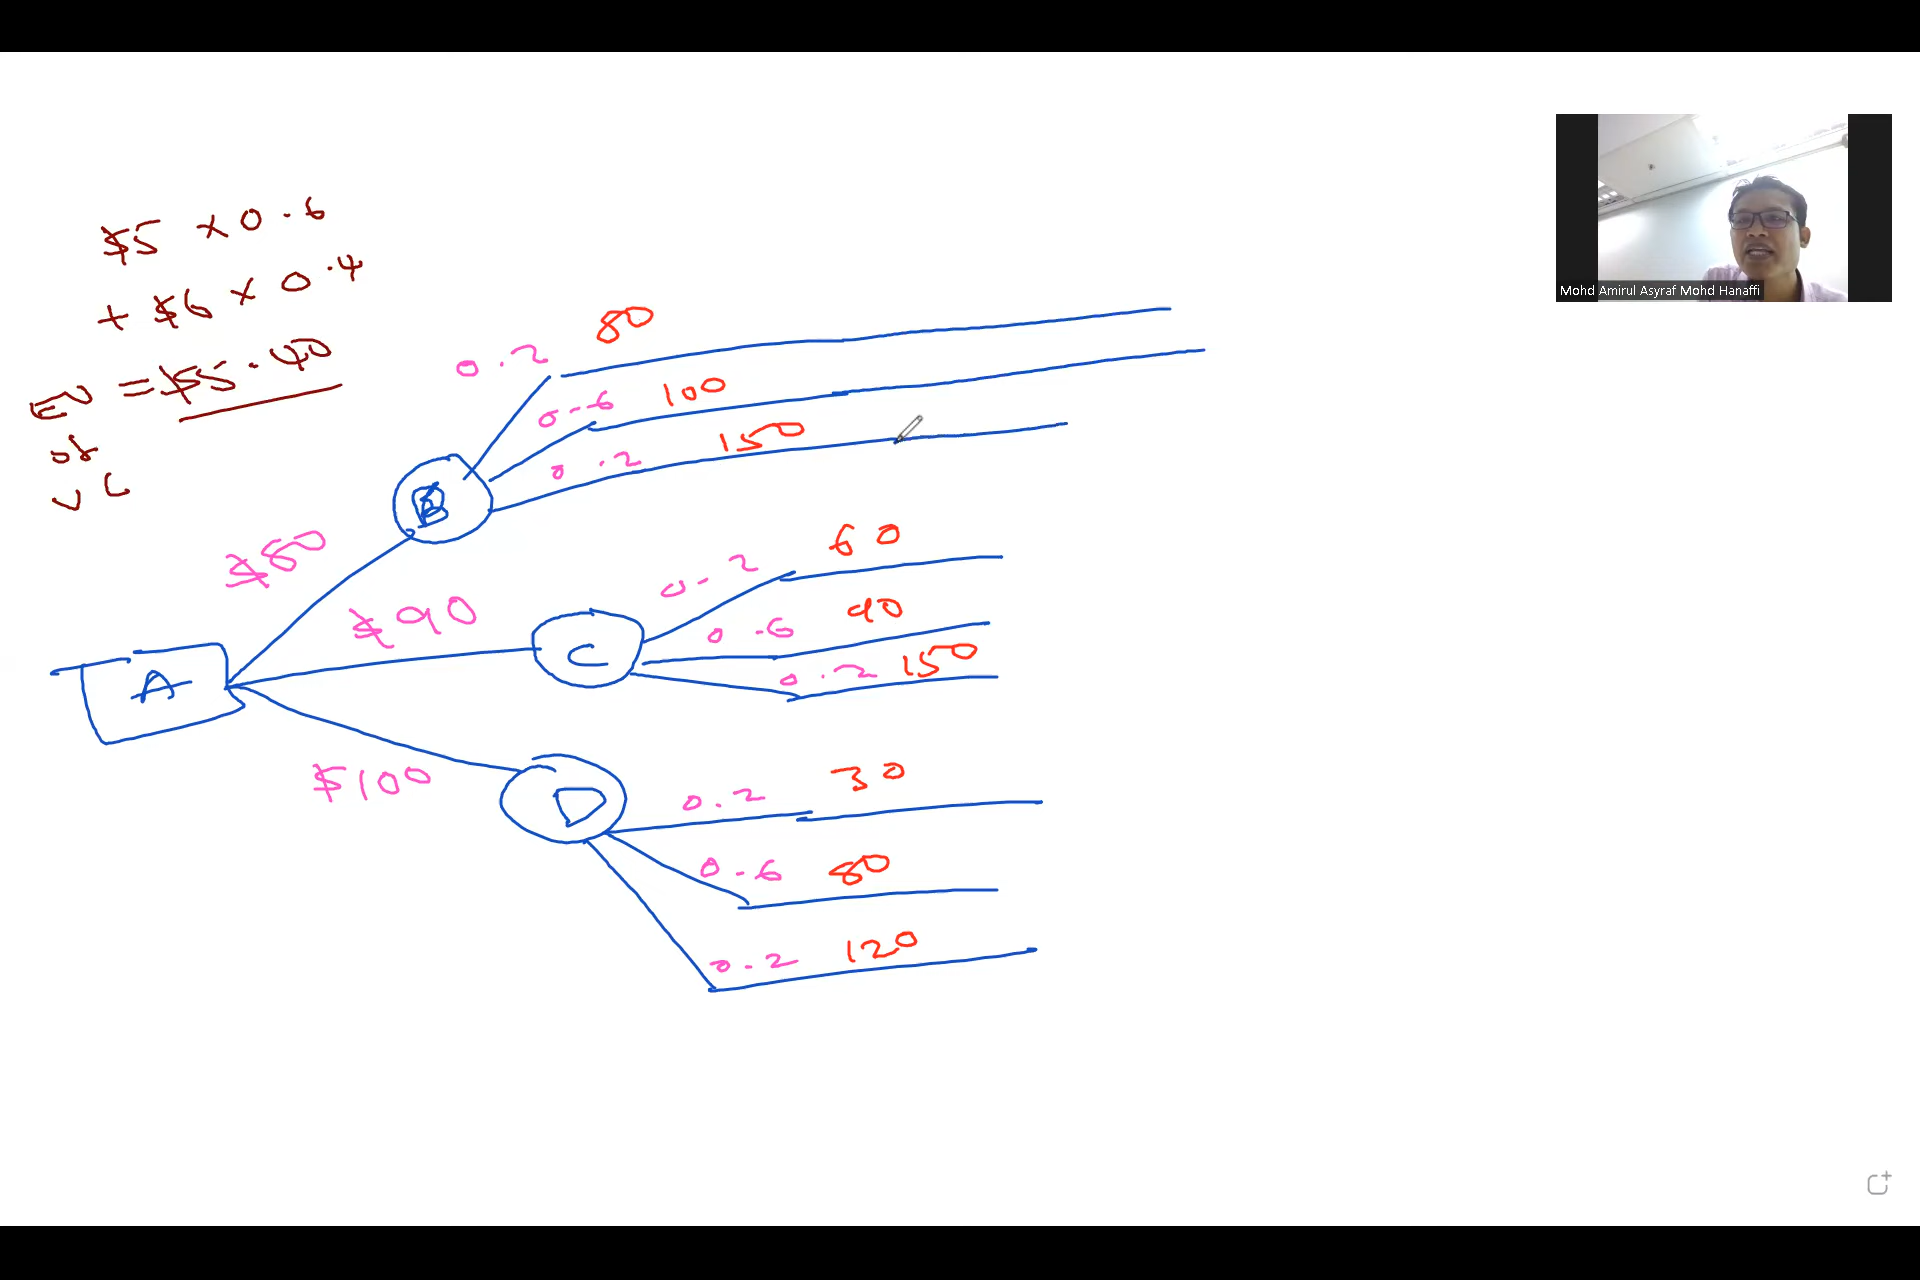 $5 x 0.6
+ $6 x 0.4
EV = $5.40
of
VC
0.2 80
0.6 100
0.2 150
B
$80
0.2 60
$90
0.6 90
0.2 150
C
A
$100
D
0.2 30
0.6 80
0.2 120
Mohd Amirul Asyraf Mohd Hanaffi